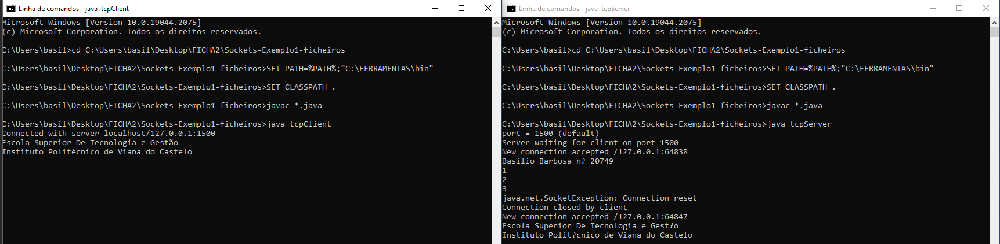 Linha de comandos - java  tcpClient
Microsoft Windows [Version 10.0.19044.2075]
(c) Microsoft Corporation. Todos os direitos reservados.
C:\Users\basil>cd C:\Users\basil\Desktop\FICHA2\Sockets-Exemplo1-ficheiros
C:\Users\basil\Desktop\FICHA2\Sockets-Exemplo1-ficheiros>SET PATH=%PATH%;"C:\FERRAMENTAS\bin"
C:\Users\basil\Desktop\FICHA2\Sockets-Exemplo1-ficheiros>SET CLASSPATH=.
C:\Users\basil\Desktop\FICHA2\Sockets-Exemplo1-ficheiros>javac *.java
C:\Users\basil\Desktop\FICHA2\Sockets-Exemplo1-ficheiros>java tcpClient
Connected with server localhost/127.0.0.1:1500
Escola Superior De Tecnologia e Gestão
Instituto Politécnico de Viana do Castelo
Linha de comandos - java  tcpServer
Microsoft Windows [Version 10.0.19044.2075]
(c) Microsoft Corporation. Todos os direitos reservados.
C:\Users\basil>cd C:\Users\basil\Desktop\FICHA2\Sockets-Exemplo1-ficheiros
C:\Users\basil\Desktop\FICHA2\Sockets-Exemplo1-ficheiros>SET PATH=%PATH%;"C:\FERRAMENTAS\bin"
C:\Users\basil\Desktop\FICHA2\Sockets-Exemplo1-ficheiros>SET CLASSPATH=.
C:\Users\basil\Desktop\FICHA2\Sockets-Exemplo1-ficheiros>javac *.java
C:\Users\basil\Desktop\FICHA2\Sockets-Exemplo1-ficheiros>java tcpServer
port = 1500 (default)
Server waiting for client on port 1500
New connection accepted /127.0.0.1:64838
Basilio Barbosa n? 20749
1
2
3
java.net.SocketException: Connection reset
Connection closed by client
New connection accepted /127.0.0.1:64847
Escola Superior De Tecnologia e Gest?o
Instituto Polit?cnico de Viana do Castelo